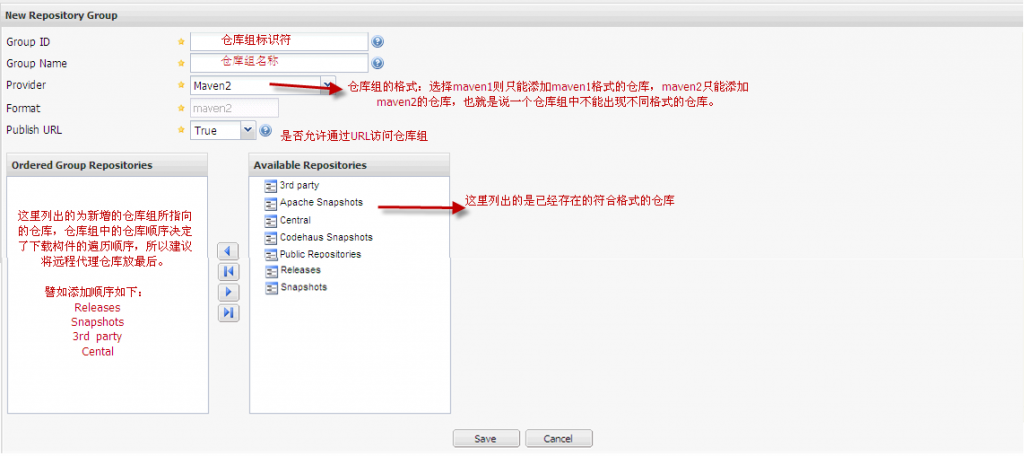 New Repository Group
Group ID
仓库组标识符
Group Name
仓库组名称
Provider
Maven2
仓库组的格式：选择maven1则只能添加maven1格式的仓库，maven2只能添加
maven2的仓库，也就是说一个仓库组中不能出现不同格式的仓库。
Format
maven2
Publish URL
True
是否允许通过URL访问仓库组
Ordered Group Repositories
这里列出的为新增的仓库组所指向
的仓库，仓库组中的仓库顺序决定
了下载构件的遍历顺序，所以建议
将远程代理仓库放最后。
譬如添加顺序如下：
Releases
Snapshots
3rd party
Cental
Available Repositories
3rd party
Apache Snapshots
Central
Codehaus Snapshots
Public Repositories
Releases
Snapshots
这里列出的是已经存在的符合格式的仓库
Save
Cancel